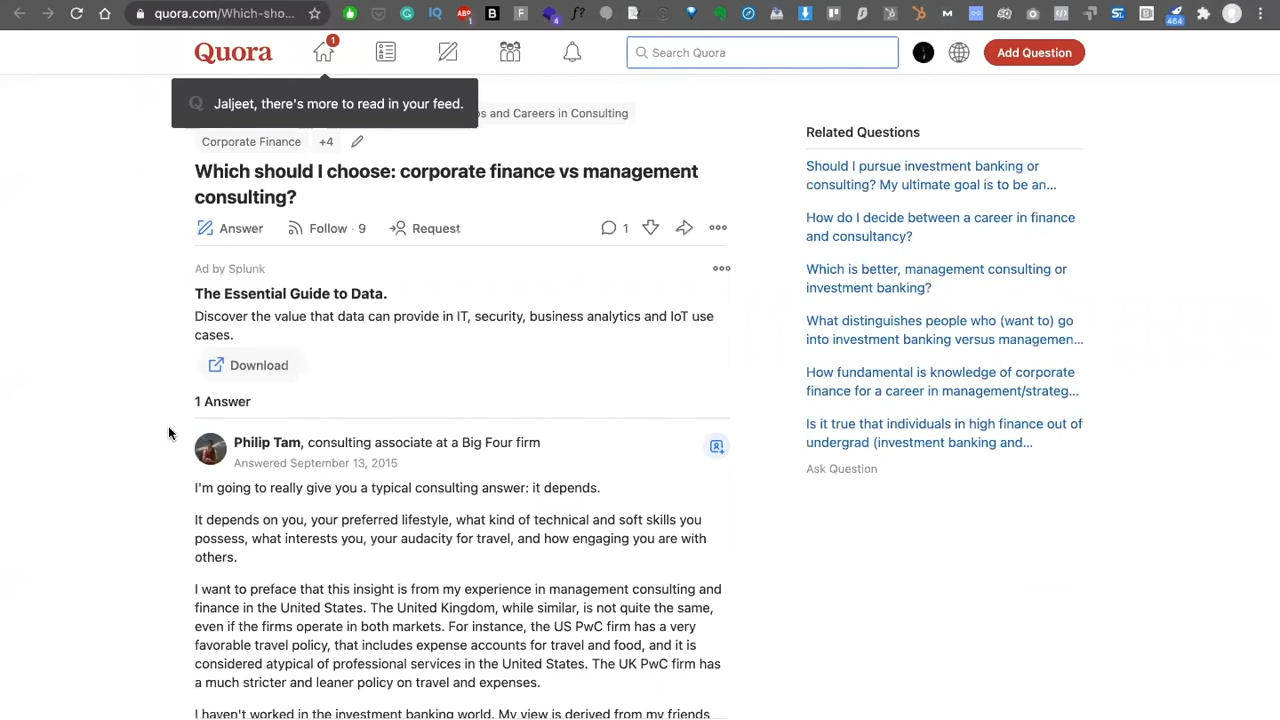 quora.com/Which-sho...
ABP
1
4
464
Quora
1
Search Quora
Add Question
Jaljeet, there's more to read in your feed.
s and Careers in Consulting
Corporate Finance
+4
Which should I choose: corporate finance vs management
consulting?
Answer
Follow · 9
Request
1
Ad by Splunk
The Essential Guide to Data.
Discover the value that data can provide in IT, security, business analytics and IoT use
cases.
Download
1 Answer
Philip Tam, consulting associate at a Big Four firm
Answered September 13, 2015
I'm going to really give you a typical consulting answer: it depends.
It depends on you, your preferred lifestyle, what kind of technical and soft skills you
possess, what interests you, your audacity for travel, and how engaging you are with
others.
I want to preface that this insight is from my experience in management consulting and
finance in the United States. The United Kingdom, while similar, is not quite the same,
even if the firms operate in both markets. For instance, the US PwC firm has a very
favorable travel policy, that includes expense accounts for travel and food, and it is
considered atypical of professional services in the United States. The UK PwC firm has
a much stricter and leaner policy on travel and expenses.
I haven't worked in the investment banking world. My view is derived from my friends
Related Questions
Should I pursue investment banking or
consulting? My ultimate goal is to be an...
How do I decide between a career in finance
and consultancy?
Which is better, management consulting or
investment banking?
What distinguishes people who (want to) go
into investment banking versus managemen...
How fundamental is knowledge of corporate
finance for a career in management/strateg...
Is it true that individuals in high finance out of
undergrad (investment banking and...
Ask Question